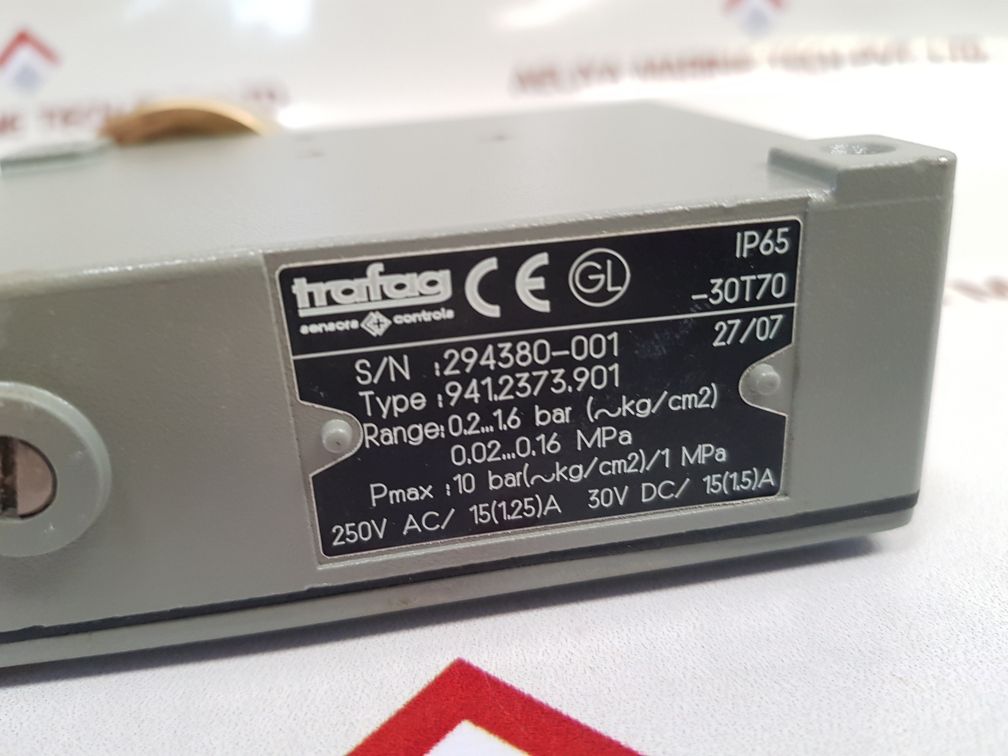 trafag CE GL IP65
sensors controls -30T70
27/07
S/N :294380-001
Type :941.2373.901
Range:0.2...1.6 bar (~kg/cm2)
0.02...0.16 MPa
Pmax :10 bar(~kg/cm2)/1 MPa
250V AC/ 15(1.25)A 30V DC/ 15(1.5)A